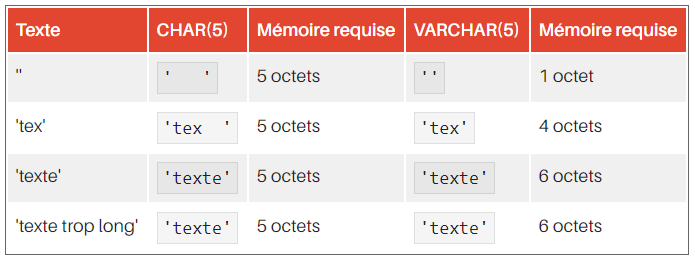 Texte CHAR(5) Mémoire requise VARCHAR(5) Mémoire requise
'' '   ' 5 octets '' 1 octet
'tex' 'tex  ' 5 octets 'tex' 4 octets
'texte' 'texte' 5 octets 'texte' 6 octets
'texte trop long' 'texte' 5 octets 'texte' 6 octets